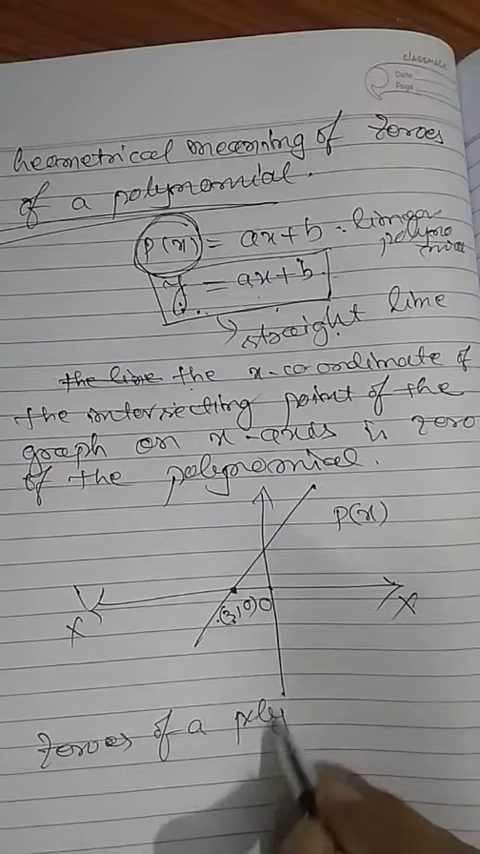 CLASSMATE
Date
Page
Geometrical meaning of zeroes
of a polynomial.
P(x) = ax+b - linear
polyno
mial
y = ax+b
straight line
the line the x-coordinate of
the intersecting point of the
graph on x-axis is zero
of the polynomial.
P(x)
X' (3,0) 0 X
zeroes of a poly